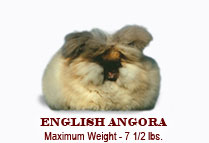 ENGLISH ANGORA
Maximum Weight - 7 1/2 lbs.